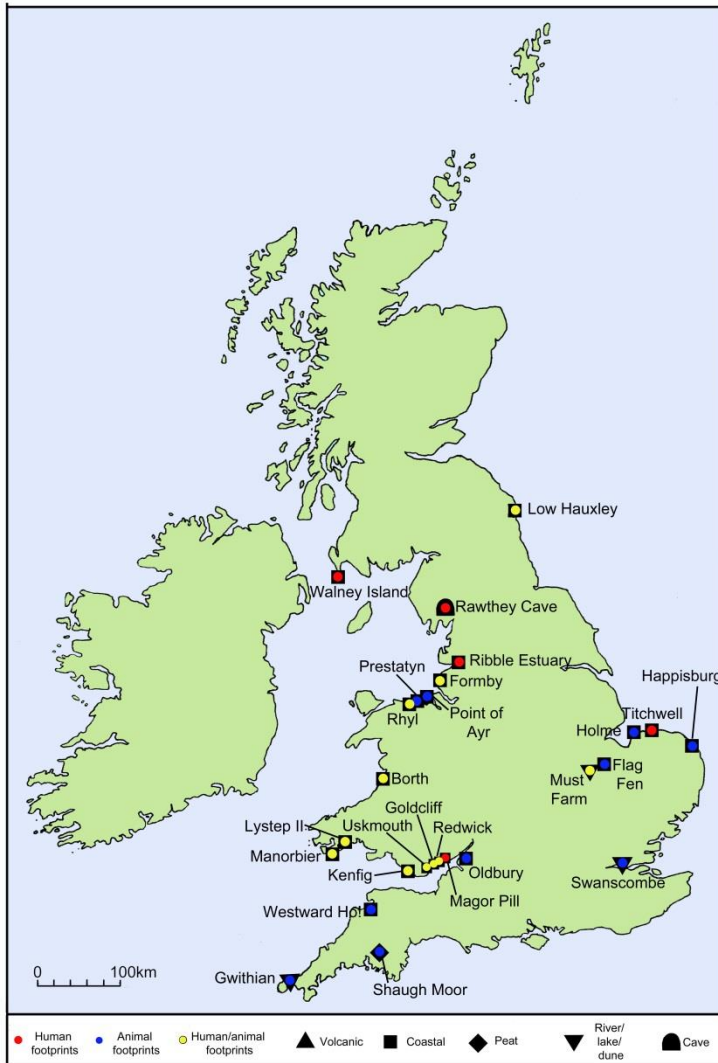 Low Hauxley
Walney Island
Rawthey Cave
Ribble Estuary
Prestatyn
Formby
Happisburg
Rhyl
Point of
Ayr
Titchwell
Holme
Borth
Must
Farm
Flag
Fen
Goldcliff
Lystep II
Uskmouth
Redwick
Manorbier
Kenfig
Oldbury
Magor Pill
Swanscombe
Westward Ho!
Gwithian
Shaugh Moor
0 100km
Human
footprints
Animal
footprints
Human/animal
footprints
Volcanic
Coastal
Peat
River/
lake/
dune
Cave